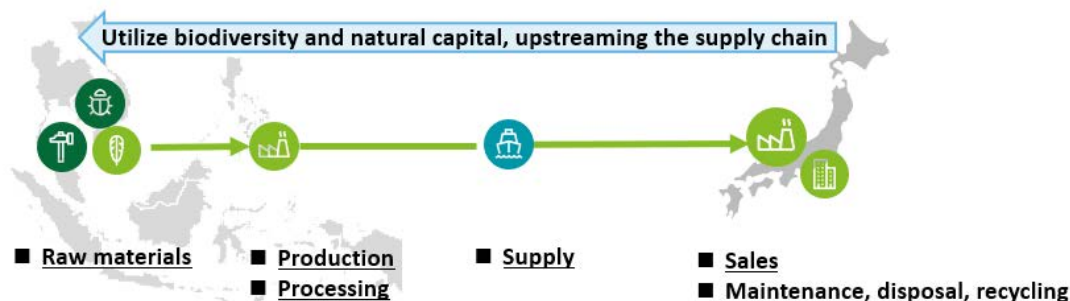 Utilize biodiversity and natural capital, upstreaming the supply chain
■ Raw materials
■ Production
■ Processing
■ Supply
■ Sales
■ Maintenance, disposal, recycling